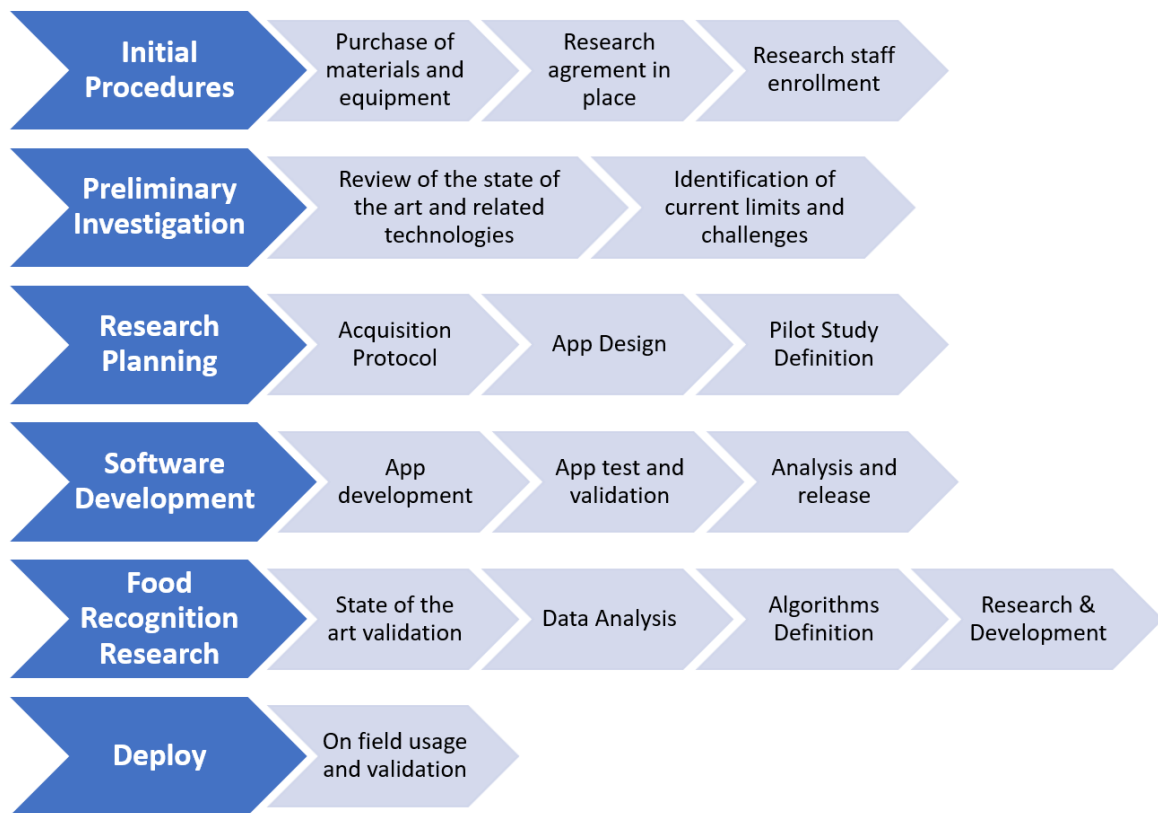 Initial
Procedures
Purchase of
materials and
equipment
Research
agrement in
place
Research staff
enrollment
Preliminary
Investigation
Review of the state of
the art and related
technologies
Identification of
current limits and
challenges
Research
Planning
Acquisition
Protocol
App Design
Pilot Study
Definition
Software
Development
App
development
App test and
validation
Analysis and
release
Food
Recognition
Research
State of the
art validation
Data Analysis
Algorithms
Definition
Research &
Development
Deploy
On field usage
and validation